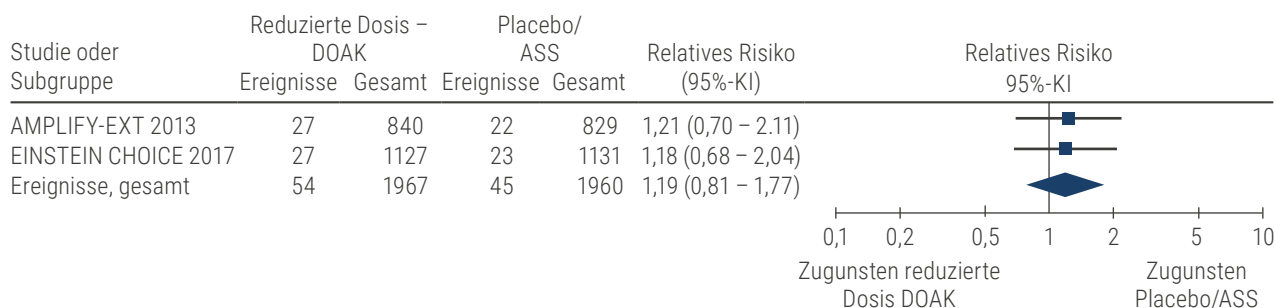 Reduzierte Dosis – Placebo/
Studie oder DOAK ASS Relatives Risiko Relatives Risiko
Subgruppe Ereignisse Gesamt Ereignisse Gesamt (95%-KI) 95%-KI
AMPLIFY-EXT 2013 27 840 22 829 1,21 (0,70 – 2.11)
EINSTEIN CHOICE 2017 27 1127 23 1131 1,18 (0,68 – 2,04)
Ereignisse, gesamt 54 1967 45 1960 1,19 (0,81 – 1,77)
0,1 0,2 0,5 1 2 5 10
Zugunsten reduzierte Zugunsten
Dosis DOAK Placebo/ASS